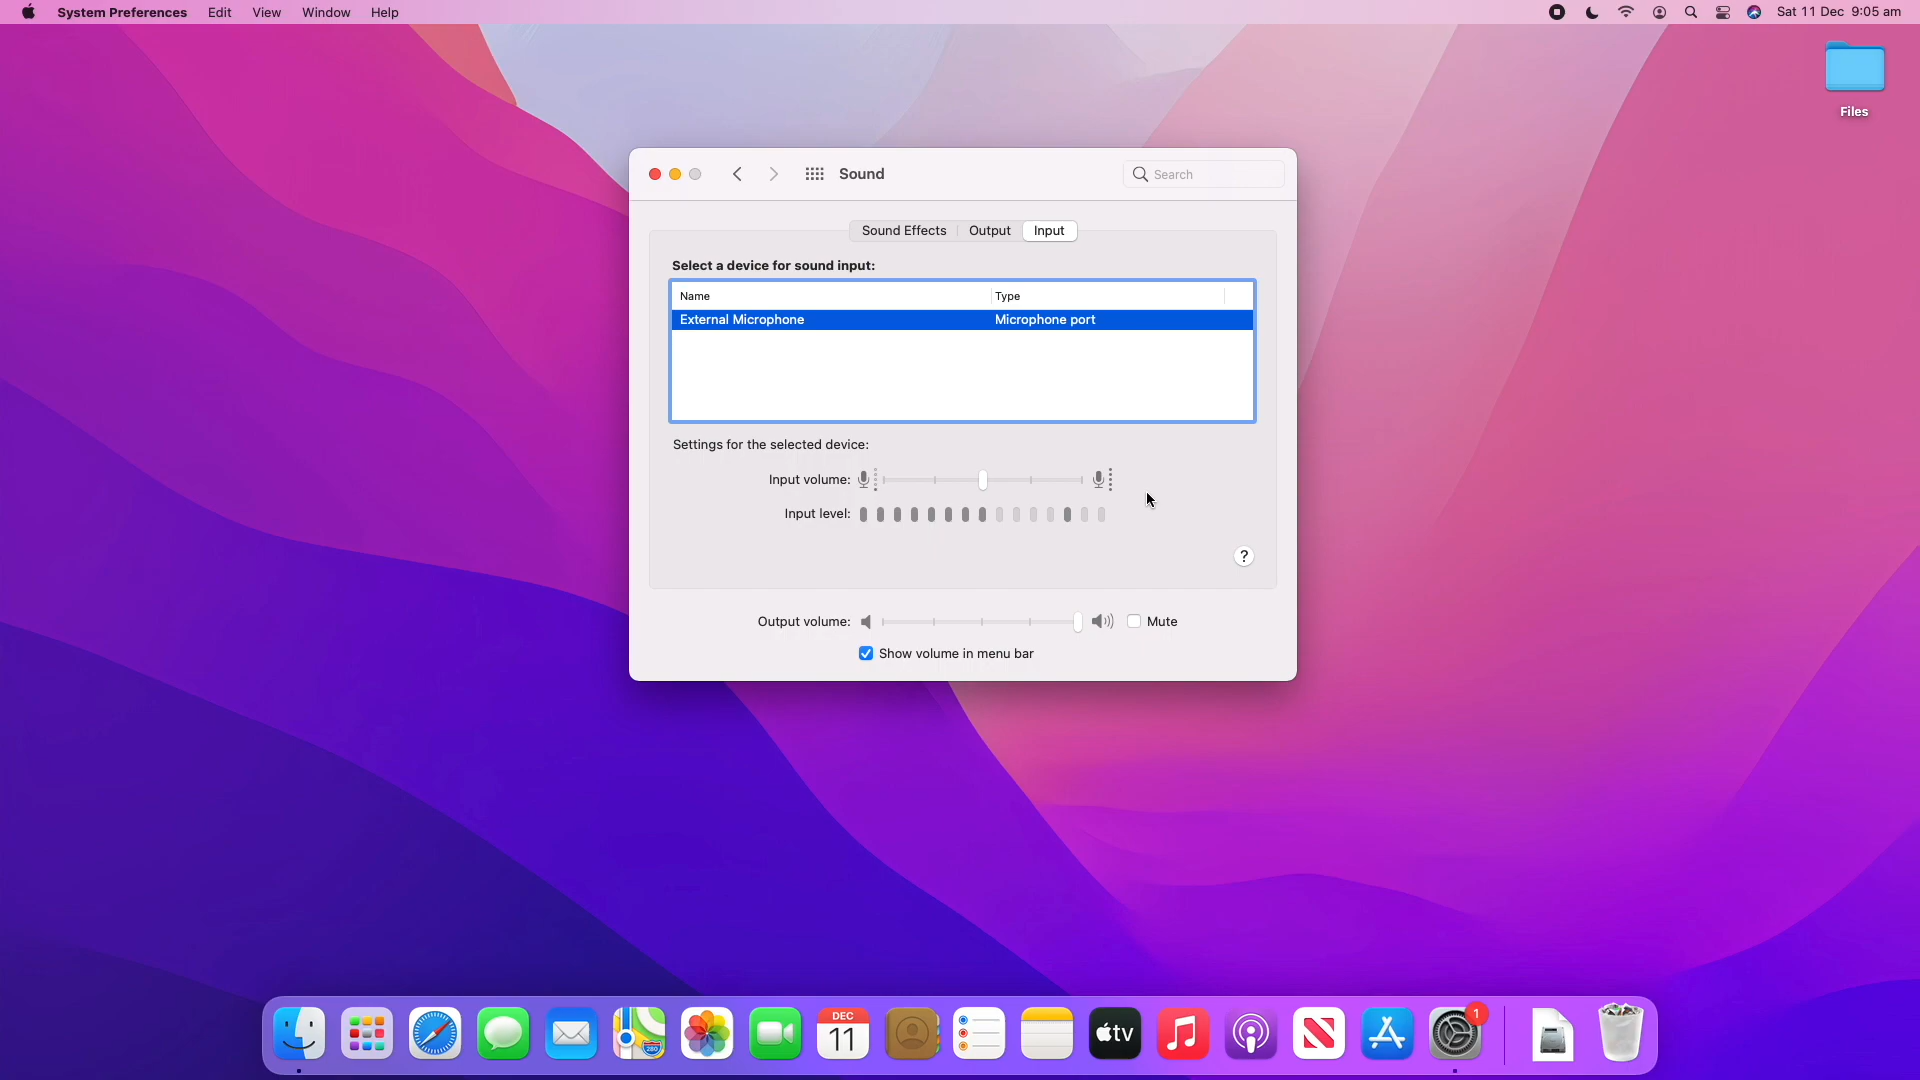 System Preferences Edit View Window Help Sat 11 Dec 9:05 am
Files
Sound Search
Sound Effects Output Input
Select a device for sound input:
Name Type
External Microphone Microphone port
Settings for the selected device:
Input volume:
Input level:
?
Output volume: Mute
Show volume in menu bar
280
DEC
11
tv
1